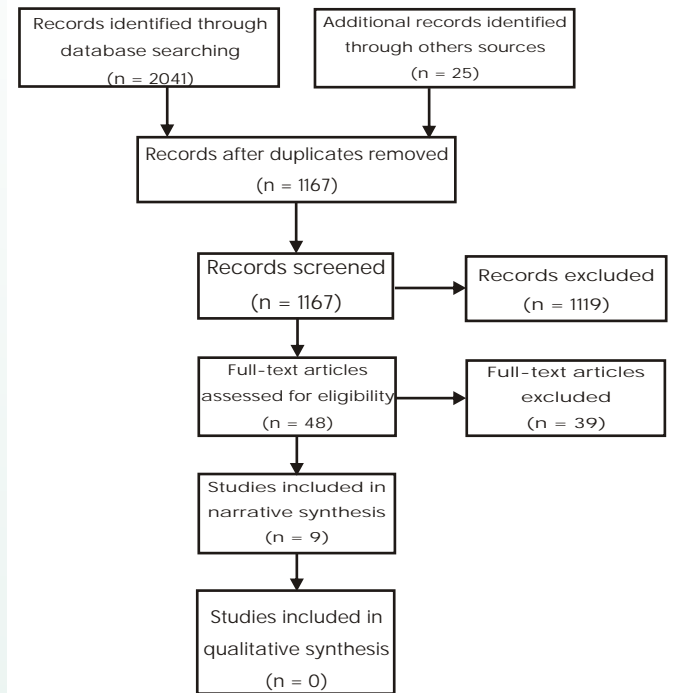 Records identified through
database searching
(n = 2041)
Additional records identified
through others sources
(n = 25)
Records after duplicates removed
(n = 1167)
Records screened
(n = 1167)
Records excluded
(n = 1119)
Full-text articles
assessed for eligibility
(n = 48)
Full-text articles
excluded
(n = 39)
Studies included in
narrative synthesis
(n = 9)
Studies included in
qualitative synthesis
(n = 0)